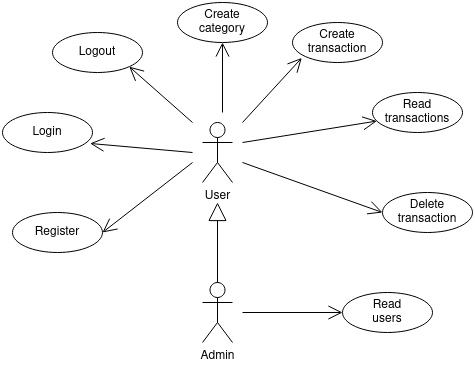 Create
category
Logout
Create
transaction
Read
transactions
Login
User
Delete
transaction
Register
Read
users
Admin